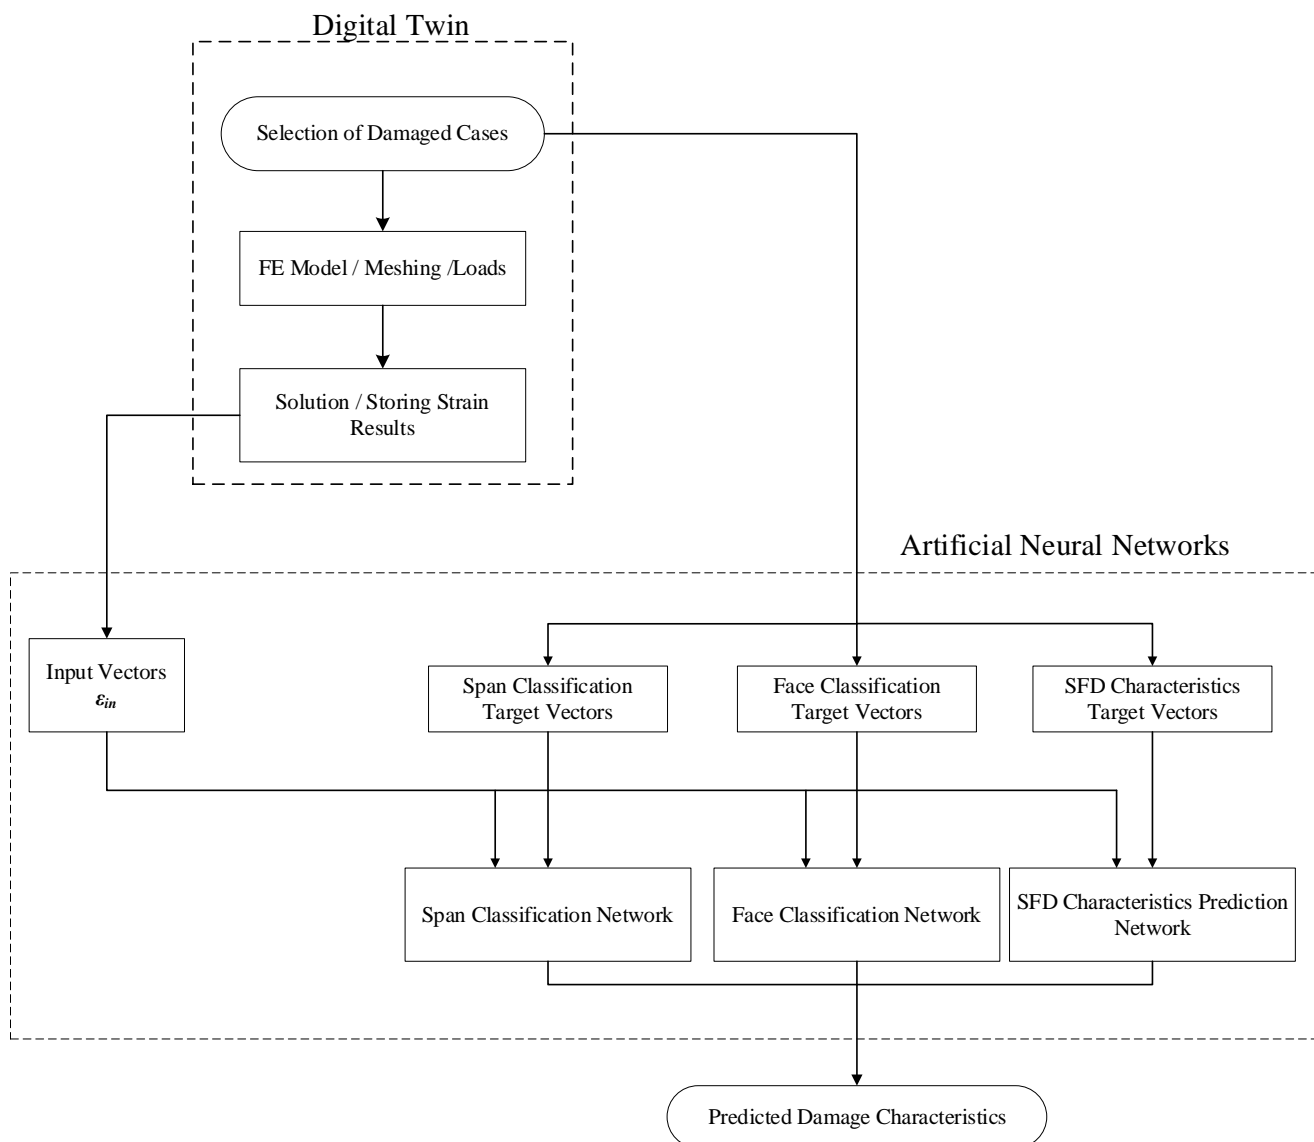 Digital Twin
Selection of Damaged Cases
FE Model / Meshing /Loads
Solution / Storing Strain
Results
Artificial Neural Networks
Input Vectors
ε_in
Span Classification
Target Vectors
Face Classification
Target Vectors
SFD Characteristics
Target Vectors
Span Classification Network
Face Classification Network
SFD Characteristics Prediction
Network
Predicted Damage Characteristics